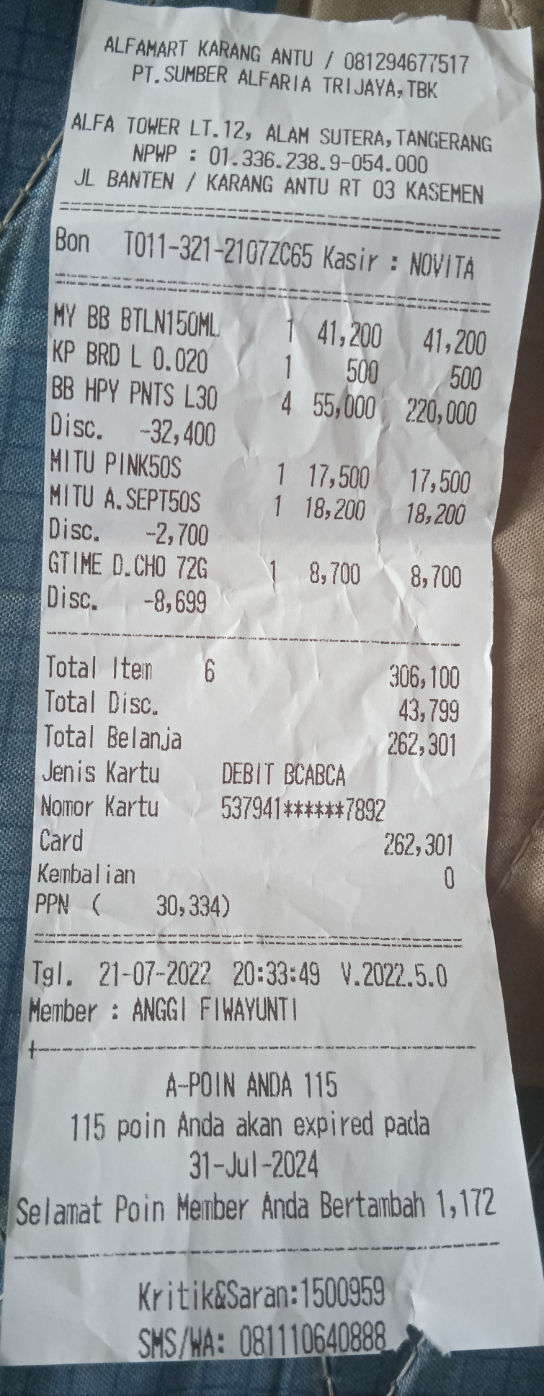 ALFAMART KARANG ANTU / 081294677517
PT.SUMBER ALFARIA TRIJAYA,TBK
ALFA TOWER LT.12, ALAM SUTERA,TANGERANG
NPWP : 01.336.238.9-054.000
JL BANTEN / KARANG ANTU RT 03 KASEMEN
Bon T011-321-2107ZC65 Kasir : NOVITA
MY BB BTLN150ML 1 41,200 41,200
KP BRD L 0.020 1 500 500
BB HPY PNTS L30 4 55,000 220,000
Disc. -32,400
MITU PINK50S 1 17,500 17,500
MITU A.SEPT50S 1 18,200 18,200
Disc. -2,700
GTIME D.CHO 72G 1 8,700 8,700
Disc. -8,699
Total Item 6 306,100
Total Disc. 43,799
Total Belanja 262,301
Jenis Kartu DEBIT BCABCA
Nomor Kartu 537941******7892
Card 262,301
Kembalian 0
PPN ( 30,334)
Tgl. 21-07-2022 20:33:49 V.2022.5.0
Member : ANGGI FIWAYUNTI
A-POIN ANDA 115
115 poin Anda akan expired pada
31-Jul-2024
Selamat Poin Member Anda Bertambah 1,172
Kritik&Saran:1500959
SMS/WA: 081110640888